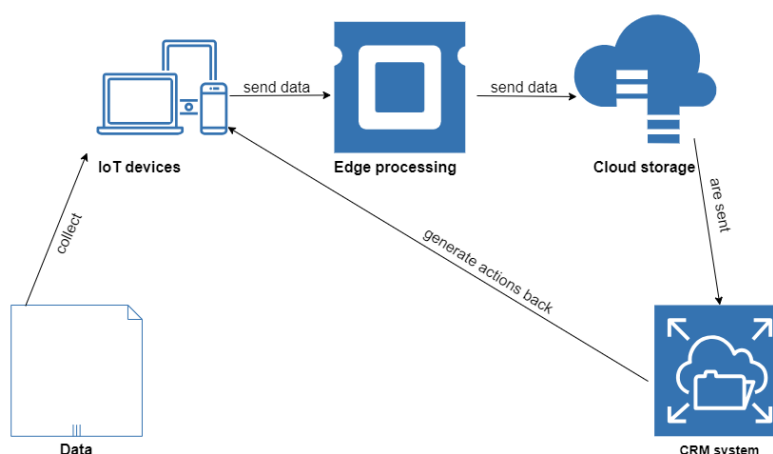 send data
send data
IoT devices
Edge processing
Cloud storage
collect
are sent
generate actions back
Data
CRM system